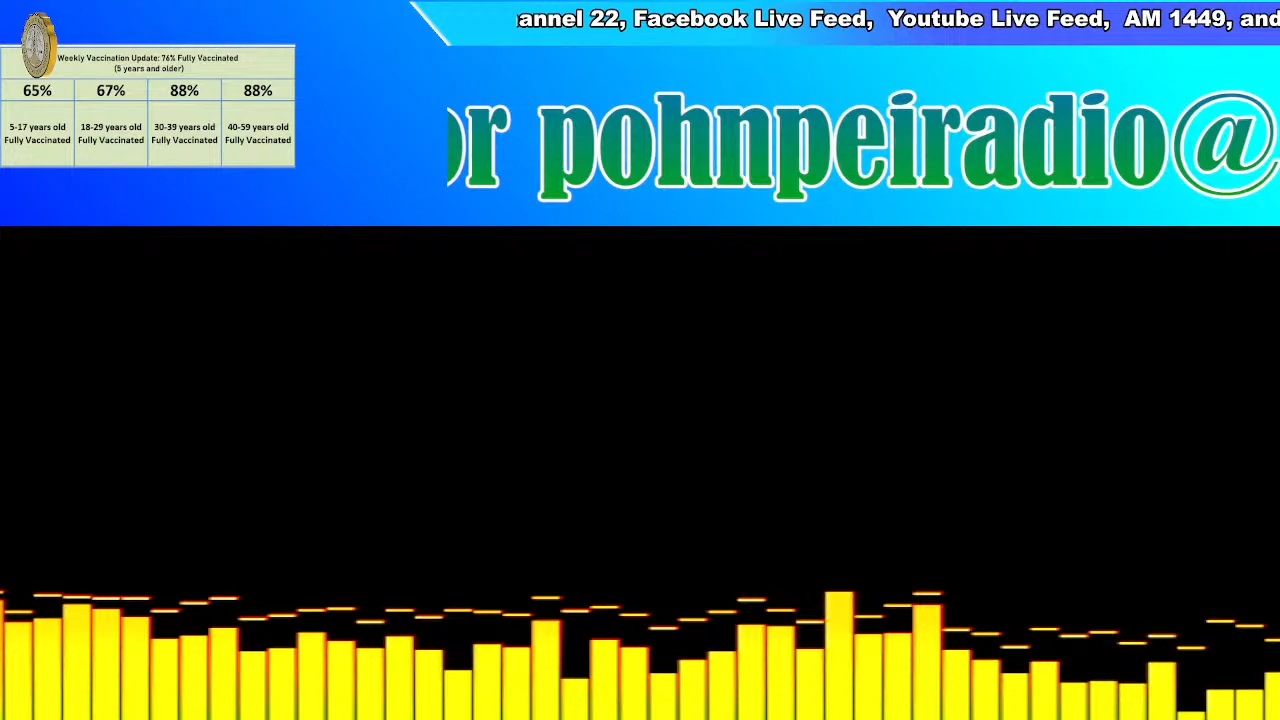 annel 22, Facebook Live Feed, Youtube Live Feed, AM 1449, and
Weekly Vaccination Update: 76% Fully Vaccinated
(5 years and older)
65% 67% 88% 88%
5-17 years old 18-29 years old 30-39 years old 40-59 years old
Fully Vaccinated Fully Vaccinated Fully Vaccinated Fully Vaccinated
or pohnpeiradio@